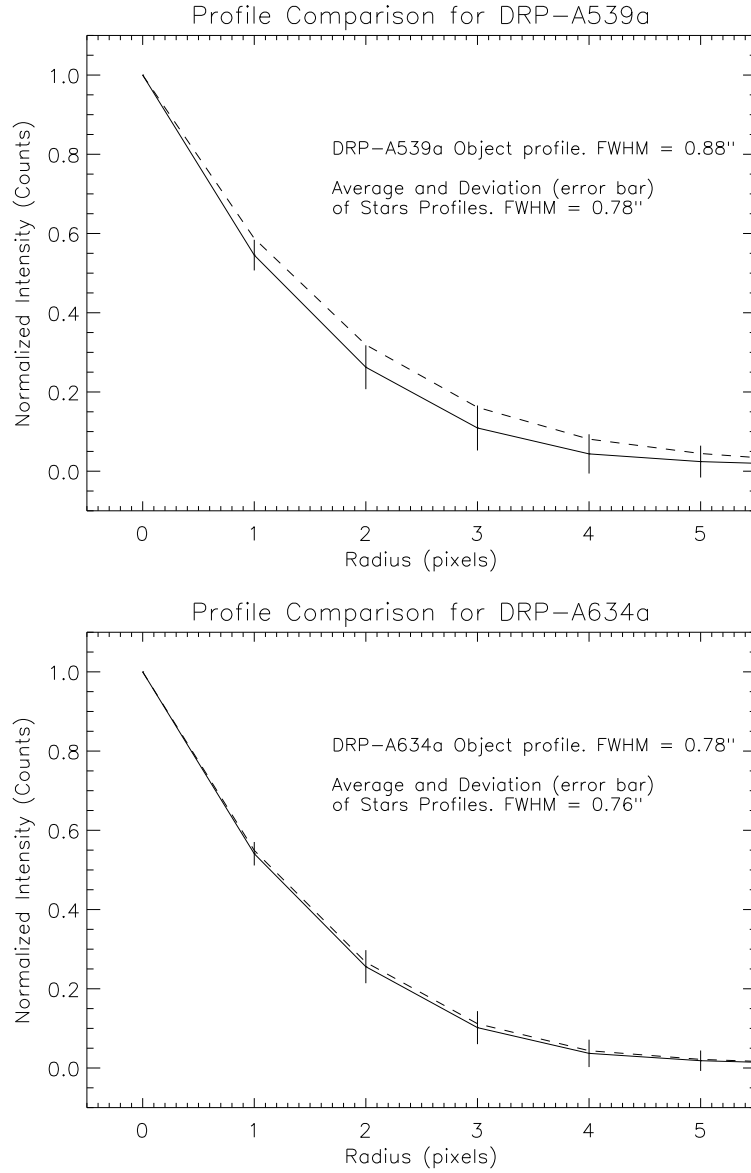 Profile Comparison for DRP-A539a
1.0
0.8
0.6
0.4
0.2
0.0
Normalized Intensity (Counts)
DRP-A539a Object profile. FWHM = 0.88"
Average and Deviation (error bar)
of Stars Profiles. FWHM = 0.78"
0 1 2 3 4 5
Radius (pixels)
Profile Comparison for DRP-A634a
1.0
0.8
0.6
0.4
0.2
0.0
Normalized Intensity (Counts)
DRP-A634a Object profile. FWHM = 0.78"
Average and Deviation (error bar)
of Stars Profiles. FWHM = 0.76"
0 1 2 3 4 5
Radius (pixels)